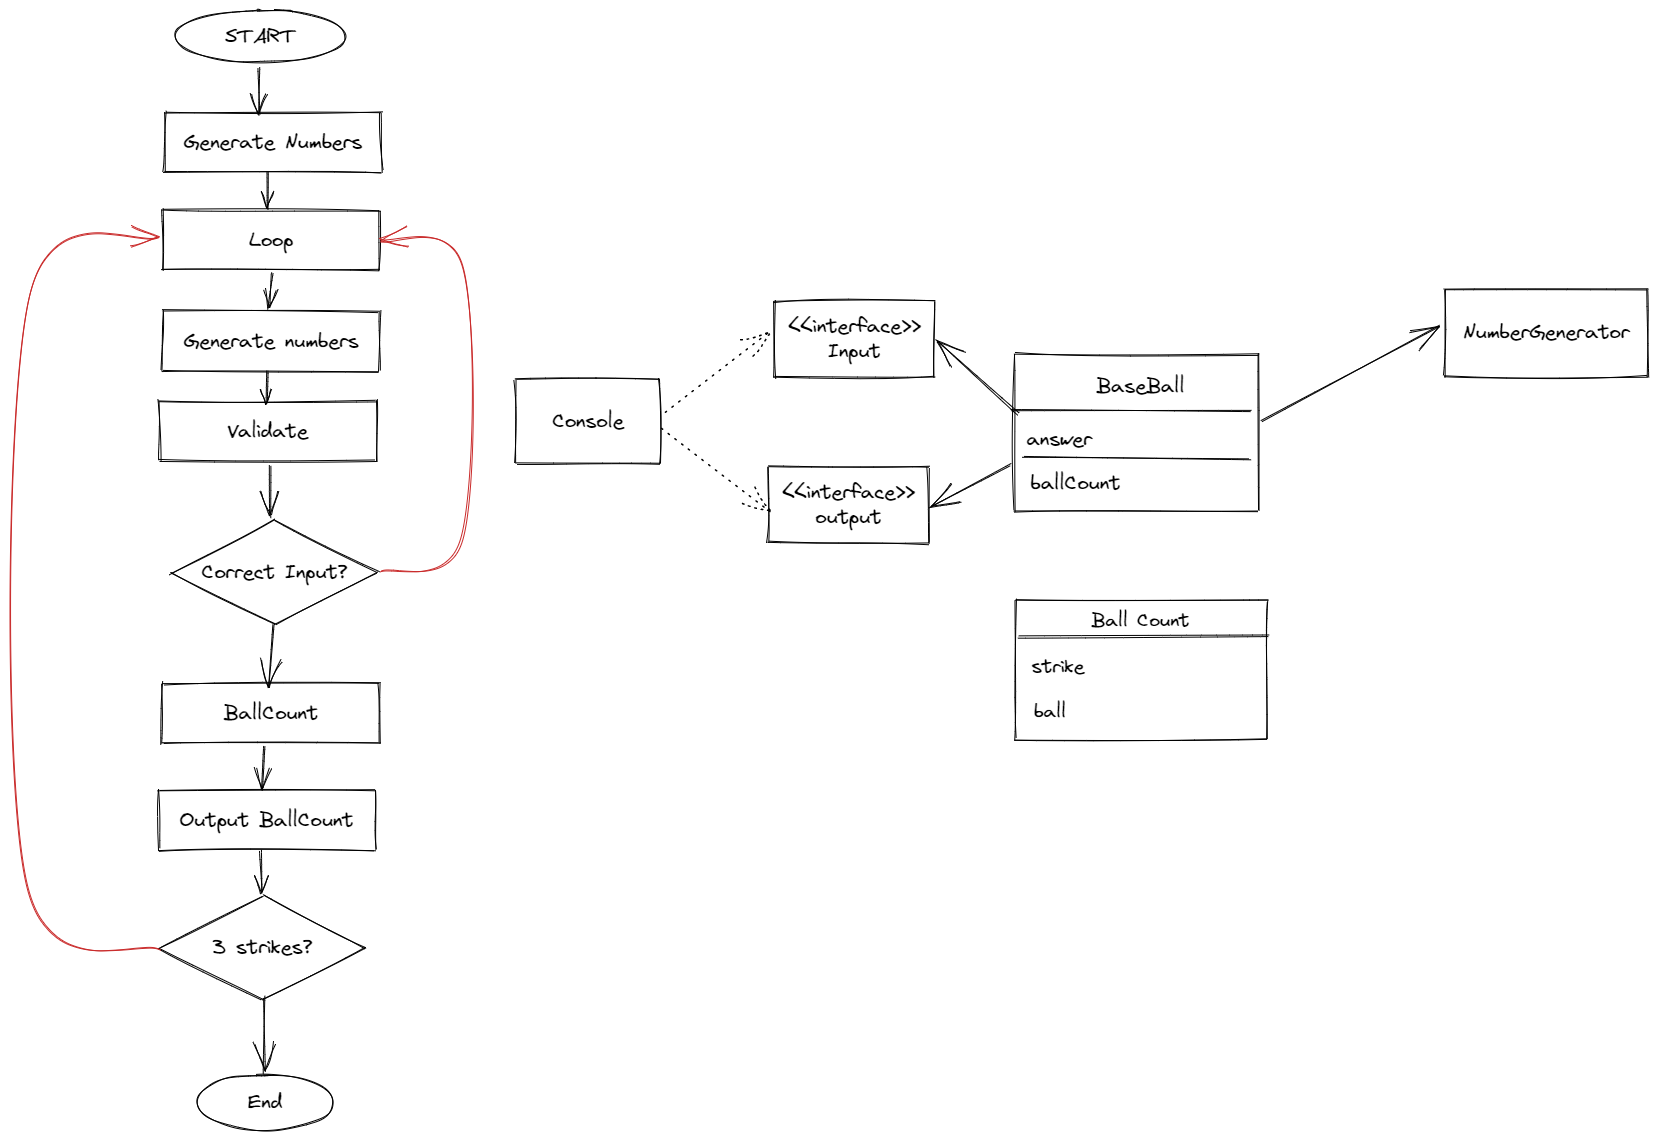 START
Generate Numbers
Loop
Generate numbers
Validate
Correct Input?
BallCount
Output BallCount
3 strikes?
End
Console
<<interface>>
Input
<<interface>>
output
BaseBall
answer
ballCount
NumberGenerator
Ball Count
strike
ball